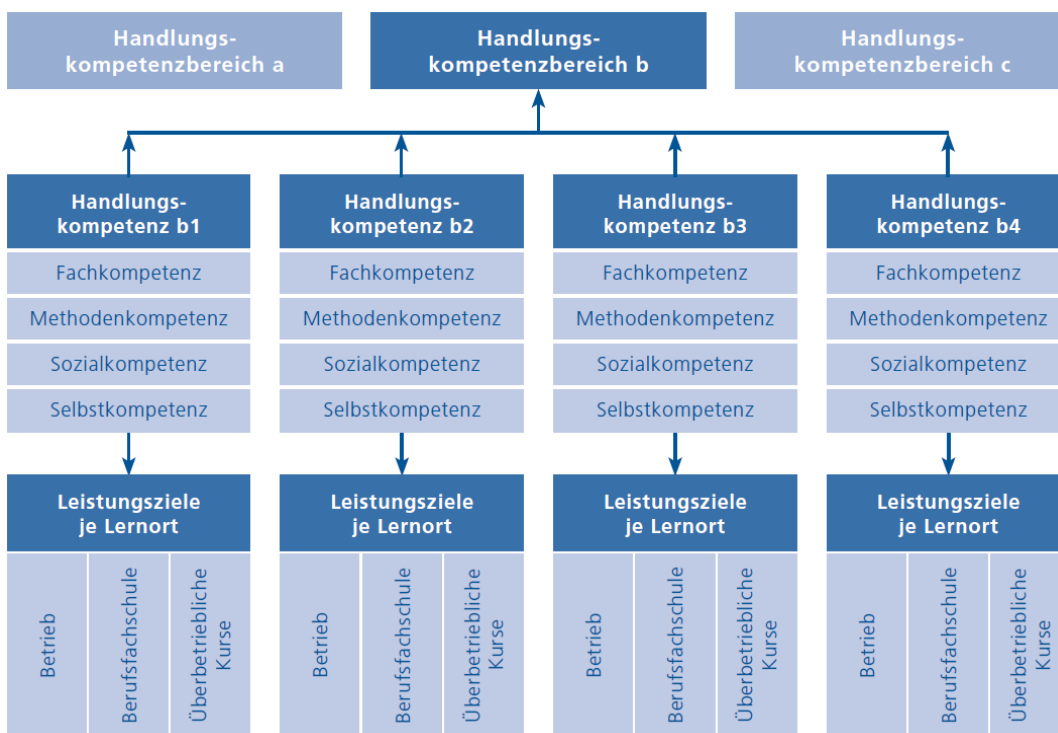 Handlungs-
kompetenzbereich a
Handlungs-
kompetenzbereich b
Handlungs-
kompetenzbereich c
Handlungs-
kompetenz b1
Fachkompetenz
Methodenkompetenz
Sozialkompetenz
Selbstkompetenz
Leistungsziele
je Lernort
Betrieb
Berufsfachschule
Überbetriebliche
Kurse
Handlungs-
kompetenz b2
Fachkompetenz
Methodenkompetenz
Sozialkompetenz
Selbstkompetenz
Leistungsziele
je Lernort
Betrieb
Berufsfachschule
Überbetriebliche
Kurse
Handlungs-
kompetenz b3
Fachkompetenz
Methodenkompetenz
Sozialkompetenz
Selbstkompetenz
Leistungsziele
je Lernort
Betrieb
Berufsfachschule
Überbetriebliche
Kurse
Handlungs-
kompetenz b4
Fachkompetenz
Methodenkompetenz
Sozialkompetenz
Selbstkompetenz
Leistungsziele
je Lernort
Betrieb
Berufsfachschule
Überbetriebliche
Kurse